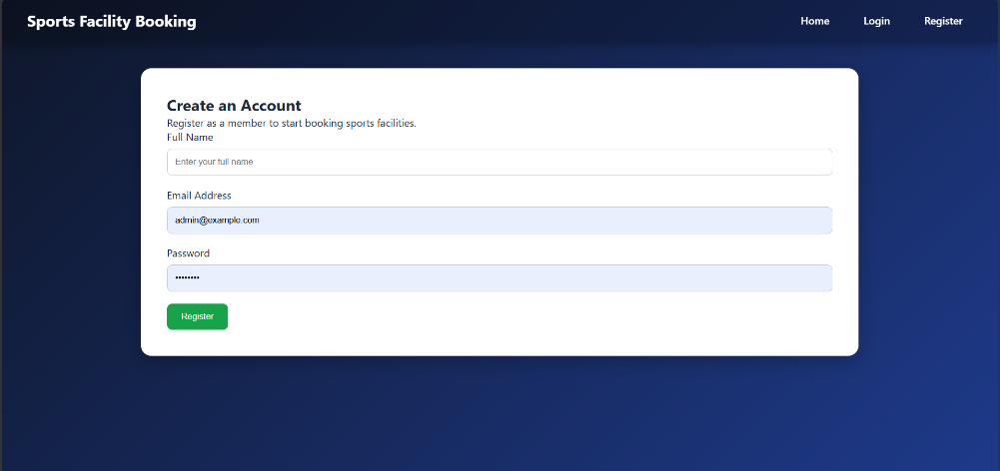 Sports Facility Booking
Home Login Register
Create an Account
Register as a member to start booking sports facilities.
Full Name
Enter your full name
Email Address
admin@example.com
Password
••••••••
Register